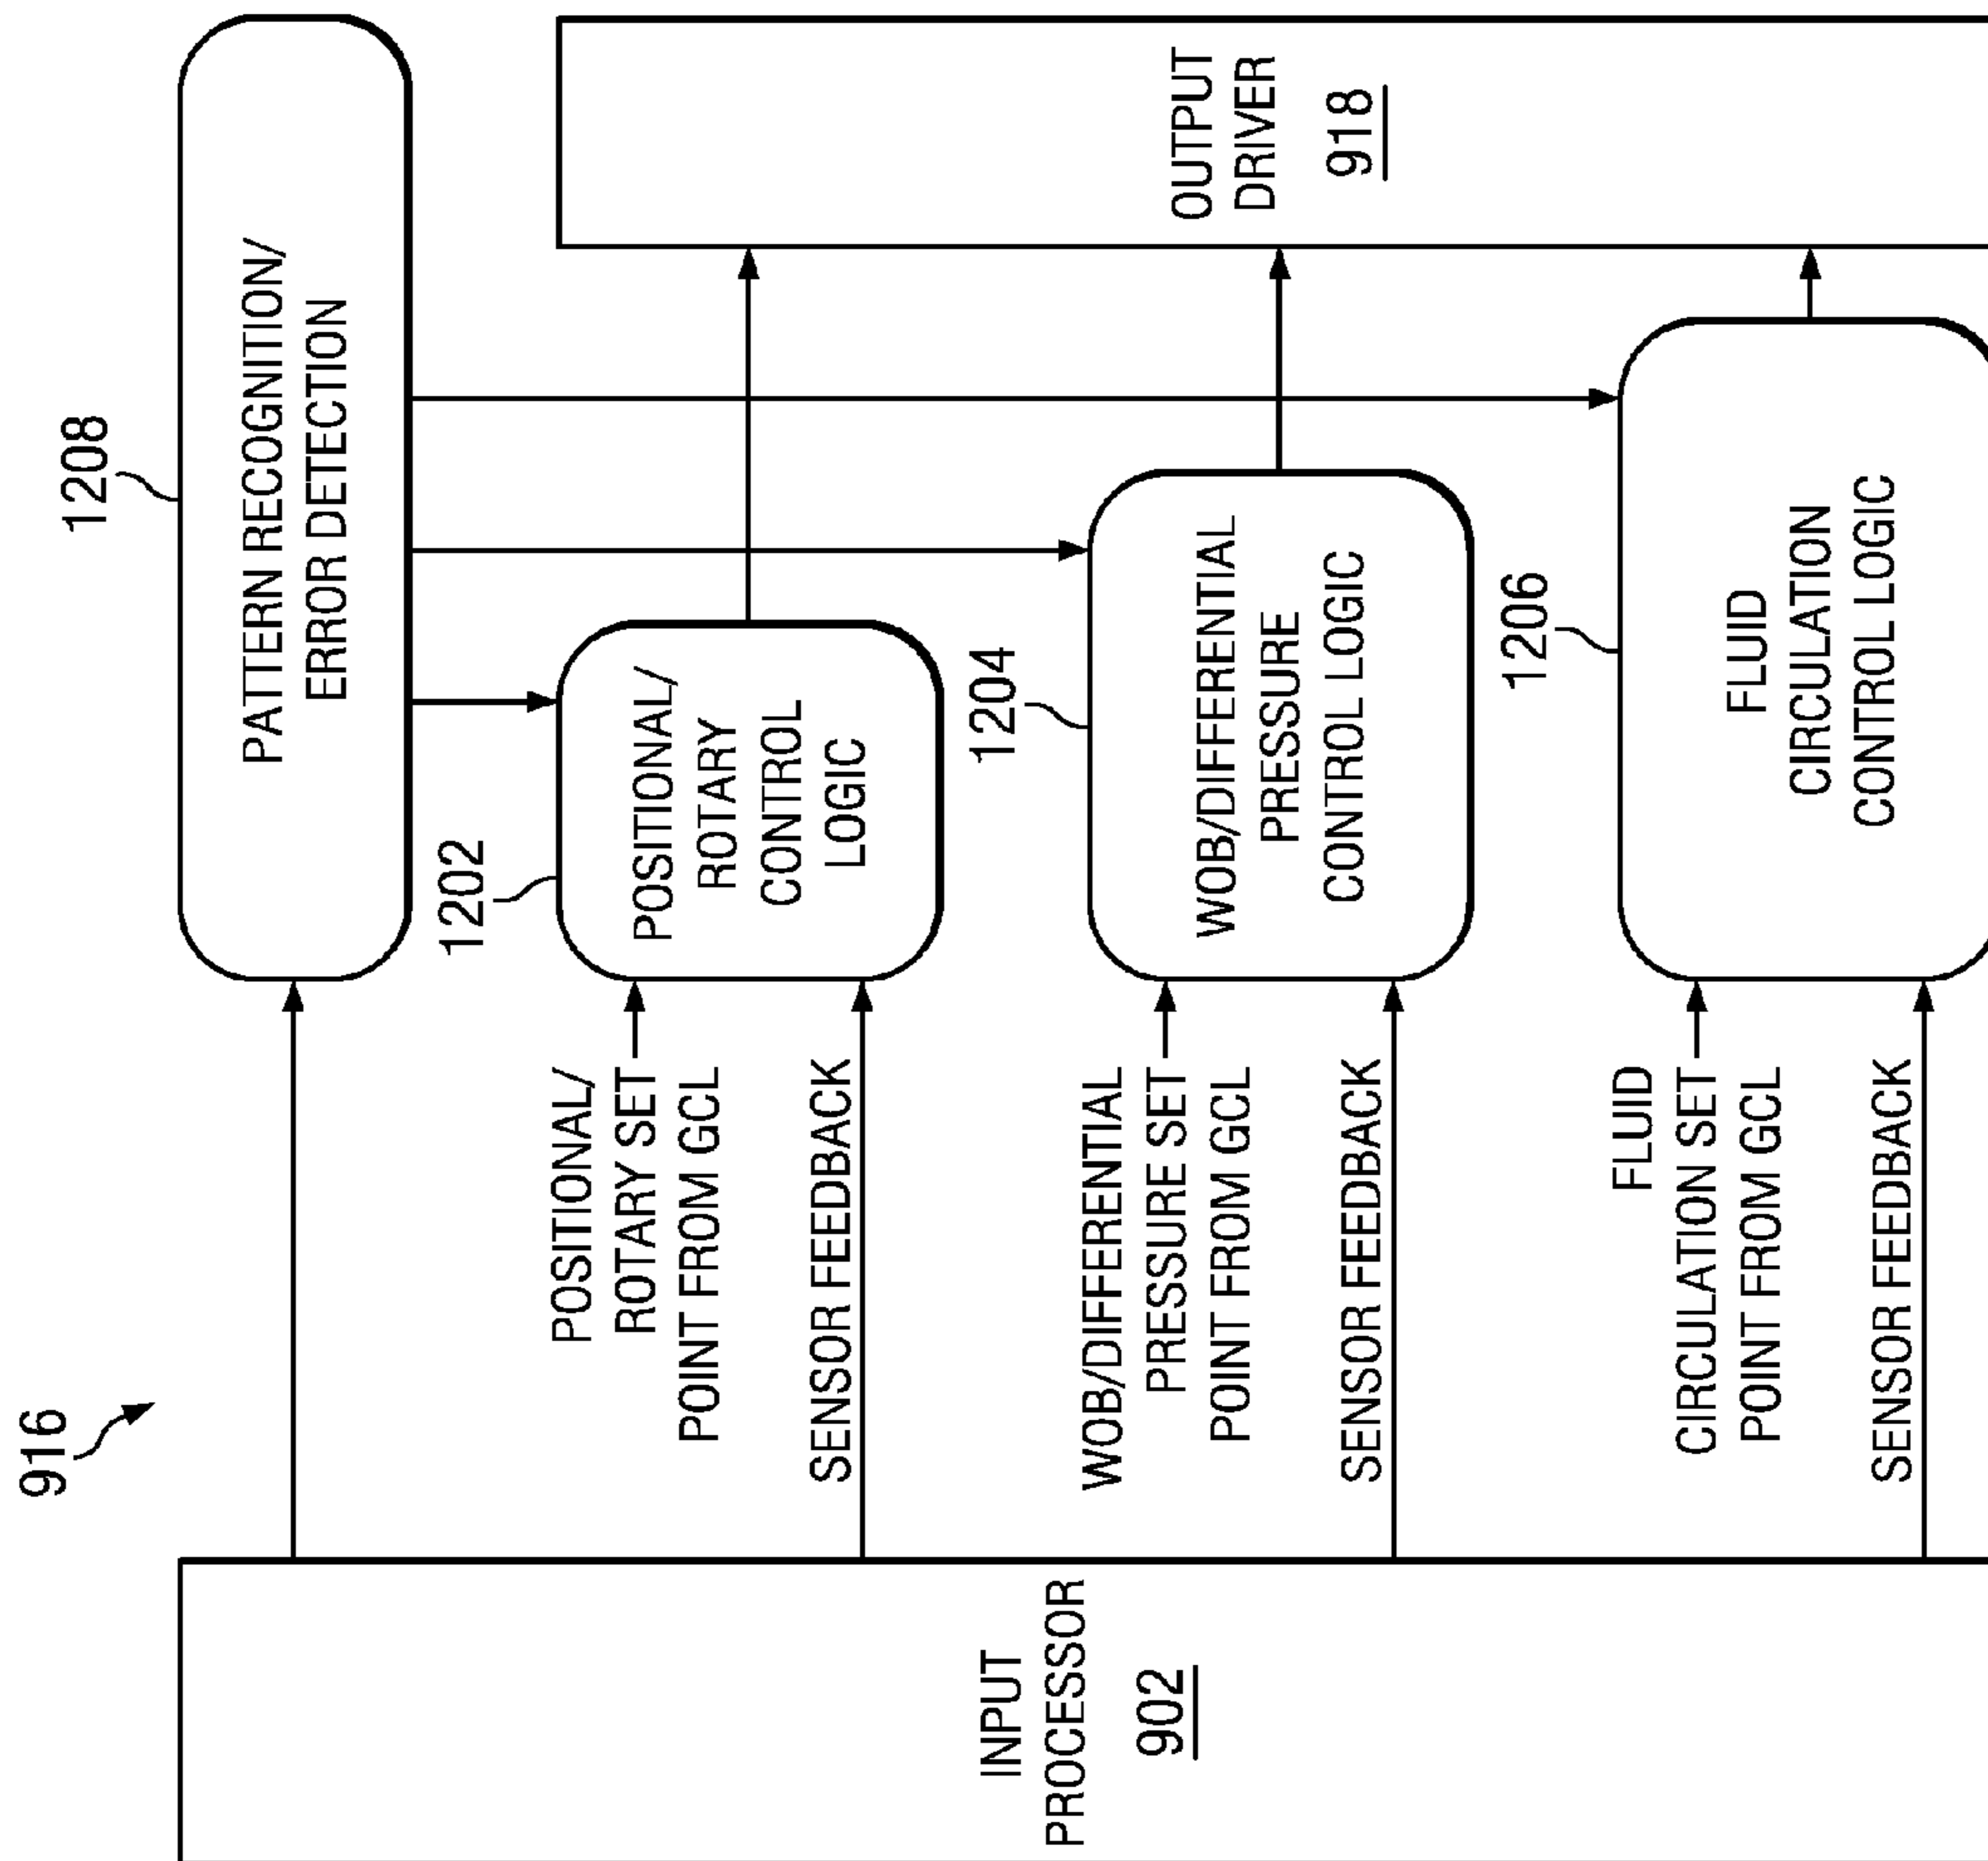 916
1208
PATTERN RECOGNITION/
ERROR DETECTION
1202
POSITIONAL/
ROTARY SET
POINT FROM GCL
SENSOR FEEDBACK
POSITIONAL/
ROTARY
CONTROL
LOGIC
INPUT
PROCESSOR
902
1204
WOB/DIFFERENTIAL
PRESSURE SET
POINT FROM GCL
SENSOR FEEDBACK
WOB/DIFFERENTIAL
PRESSURE
CONTROL LOGIC
OUTPUT
DRIVER
918
1206
FLUID
CIRCULATION SET
POINT FROM GCL
SENSOR FEEDBACK
FLUID
CIRCULATION
CONTROL LOGIC